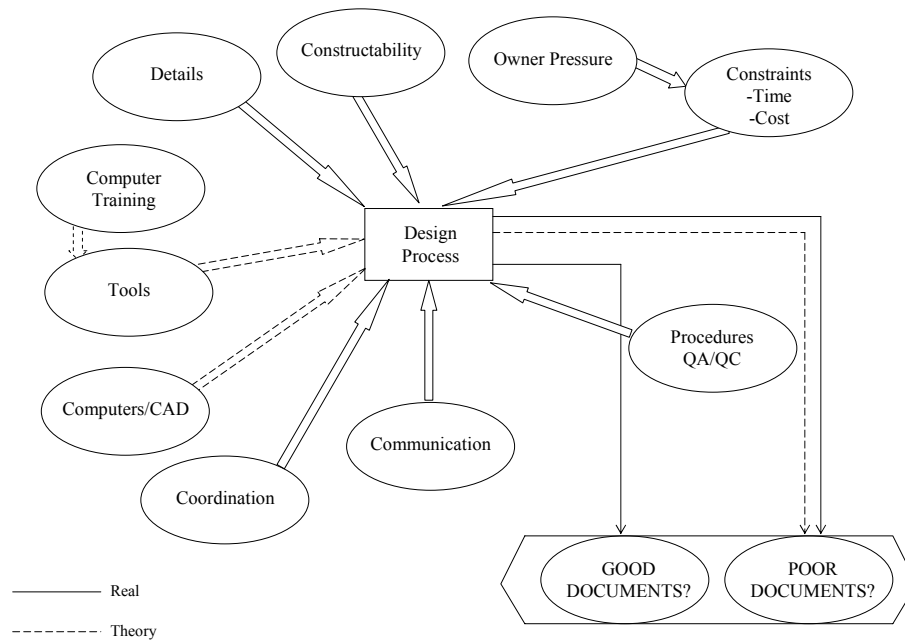 Constructability
Details
Owner Pressure
Constraints
-Time
-Cost
Computer
Training
Design
Process
Tools
Procedures
QA/QC
Computers/CAD
Communication
Coordination
GOOD
DOCUMENTS?
POOR
DOCUMENTS?
Real
Theory